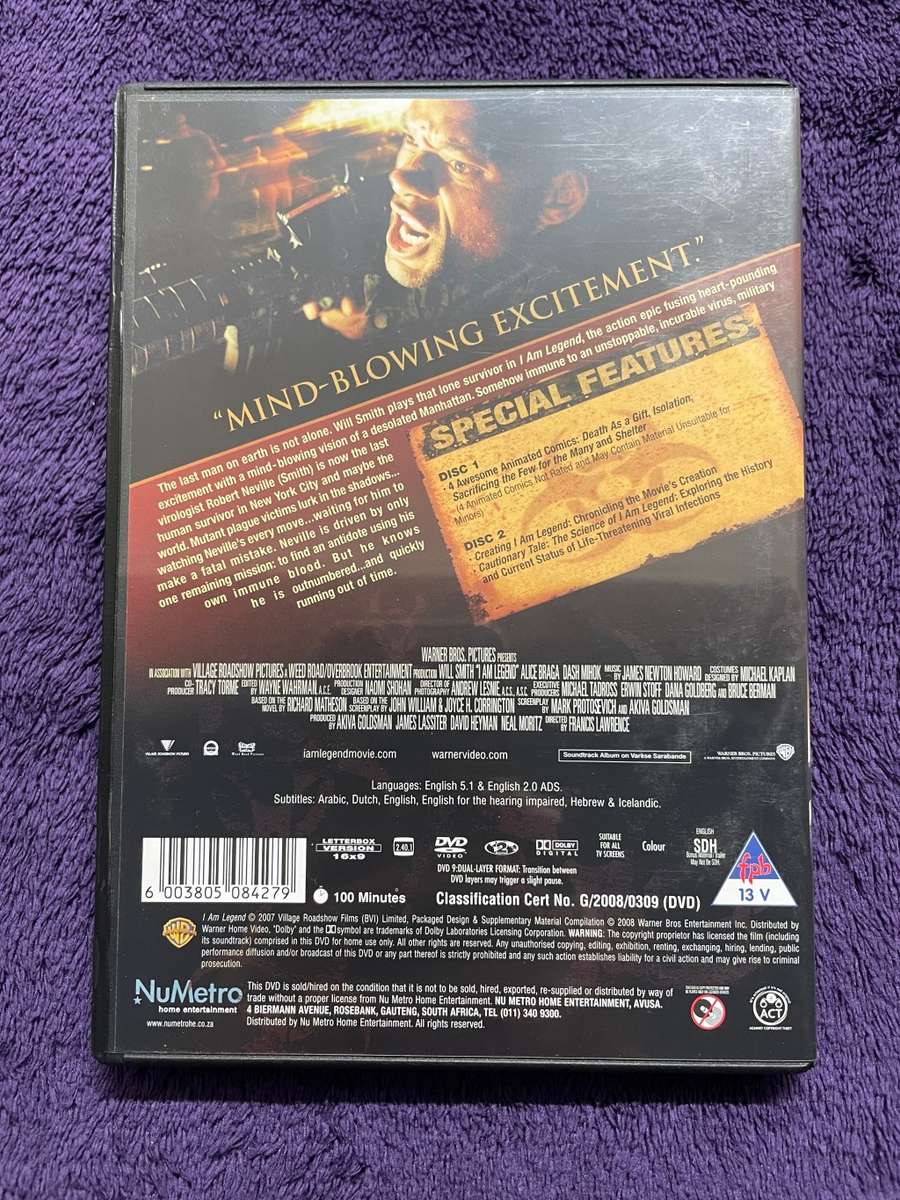 “MIND-BLOWING EXCITEMENT.”
The last man on earth is not alone. Will Smith plays that lone survivor in I Am Legend, the action epic fusing heart-pounding
excitement with a mind-blowing vision of a desolated Manhattan. Somehow immune to an unstoppable, incurable virus, military
virologist Robert Neville (Smith) is now the last
human survivor in New York City and maybe the
world. Mutant plague victims lurk in the shadows...
watching Neville's every move...waiting for him to
make a fatal mistake. Neville is driven by only
one remaining mission: to find an antidote using his
own immune blood. But he knows
he is outnumbered...and quickly
running out of time.
SPECIAL FEATURES
DISC 1
• 4 Awesome Animated Comics: Death As a Gift, Isolation,
Sacrificing the Few for the Many and Shelter
(4 Animated Comics Not Rated and May Contain Material Unsuitable for
Minors)
DISC 2
• Creating I Am Legend: Chronicling the Movie's Creation
• Cautionary Tale: The Science of I Am Legend: Exploring the History
and Current Status of Life-Threatening Viral Infections
WARNER BROS. PICTURES PRESENTS
IN ASSOCIATION WITH VILLAGE ROADSHOW PICTURES A WEED ROAD/OVERBROOK ENTERTAINMENT PRODUCTION WILL SMITH "I AM LEGEND" ALICE BRAGA DASH MIHOK MUSIC BY JAMES NEWTON HOWARD COSTUMES DESIGNED BY MICHAEL KAPLAN
CO-PRODUCER TRACY TORME EDITED BY WAYNE WAHRMAN, A.C.E. PRODUCTION DESIGNER NAOMI SHOHAN DIRECTOR OF PHOTOGRAPHY ANDREW LESNIE A.C.S., A.S.C. EXECUTIVE PRODUCERS MICHAEL TADROSS ERWIN STOFF DANA GOLDBERG AND BRUCE BERMAN
BASED ON THE NOVEL BY RICHARD MATHESON BASED ON THE SCREENPLAY BY JOHN WILLIAM & JOYCE H. CORRINGTON SCREENPLAY BY MARK PROTOSEVICH AND AKIVA GOLDSMAN
PRODUCED BY AKIVA GOLDSMAN JAMES LASSITER DAVID HEYMAN NEAL MORITZ DIRECTED BY FRANCIS LAWRENCE
VILLAGE ROADSHOW PICTURES
iamlegendmovie.com warnervideo.com
Soundtrack Album on Varèse Sarabande
WARNER BROS. PICTURES
A WARNER BROS. ENTERTAINMENT COMPANY
Languages: English 5.1 & English 2.0 ADS.
Subtitles: Arabic, Dutch, English, English for the hearing impaired, Hebrew & Icelandic.
6 003805 084279
LETTERBOX
VERSION
16x9
2.40:1
DVD
VIDEO
2
DOLBY
DIGITAL
SUITABLE
FOR ALL
TV SCREENS
Colour
ENGLISH
SDH
Bonus Material/Trailer
May Not Be SDH.
DVD 9:DUAL-LAYER FORMAT: Transition between
DVD layers may trigger a slight pause.
fpb
13 V
100 Minutes
Classification Cert No. G/2008/0309 (DVD)
I Am Legend © 2007 Village Roadshow Films (BVI) Limited, Packaged Design & Supplementary Material Compilation © 2008 Warner Bros Entertainment Inc. Distributed by
Warner Home Video, "Dolby" and the symbol are trademarks of Dolby Laboratories Licensing Corporation. WARNING: The copyright proprietor has licensed the film (including
its soundtrack) comprised in this DVD for home use only. All other rights are reserved. Any unauthorised copying, editing, exhibition, renting, exchanging, hiring, lending, public
performance diffusion and/or broadcast of this DVD or any part thereof is strictly prohibited and any such action establishes liability for a civil action and may give rise to criminal
prosecution.
NuMetro
home entertainment
www.numetrohe.co.za
This DVD is sold/hired on the condition that it is not to be sold, hired, exported, re-supplied or distributed by way of
trade without a proper license from Nu Metro Home Entertainment. NU METRO HOME ENTERTAINMENT, AVUSA.
4 BIERMANN AVENUE, ROSEBANK, GAUTENG, SOUTH AFRICA, TEL (011) 340 9300.
Distributed by Nu Metro Home Entertainment. All rights reserved.
ACT
AGAINST COPYRIGHT THEFT